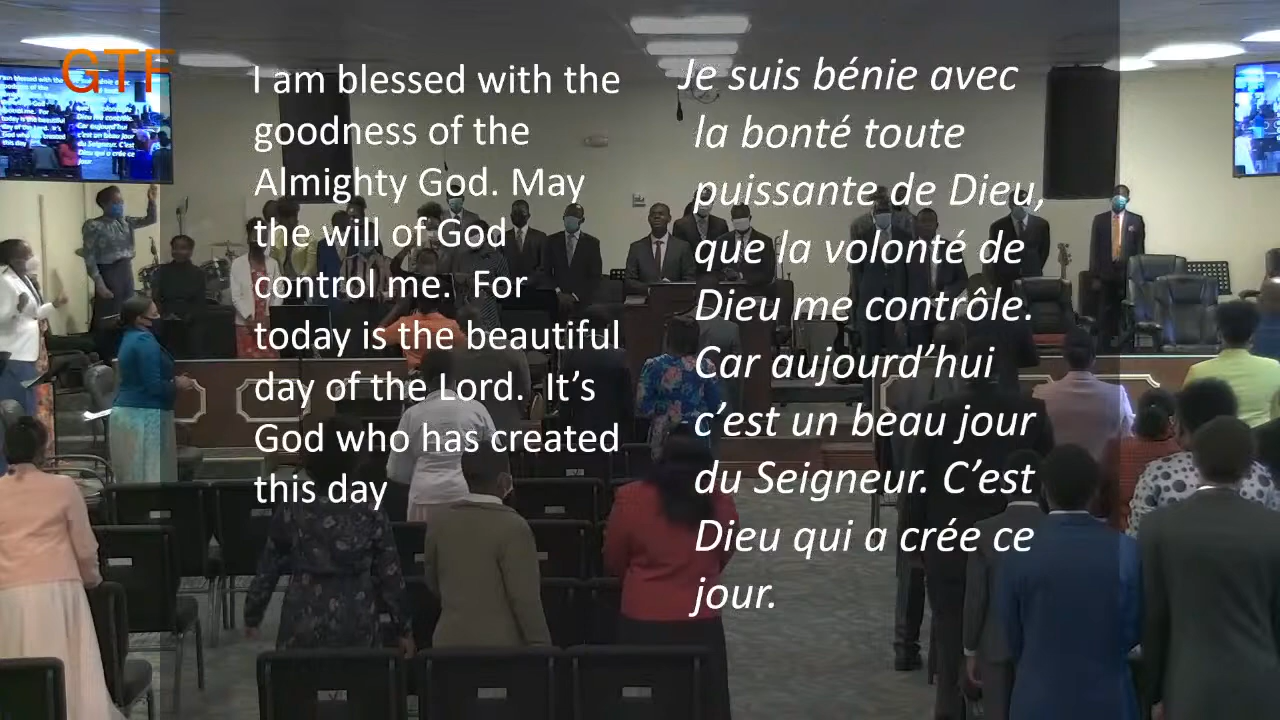 GTF
I am blessed with the
goodness of the
Almighty God. May
the will of God
control me.  For
today is the beautiful
day of the Lord.  It’s
God who has created
this day
Je suis bénie avec
la bonté toute
puissante de Dieu,
que la volonté de
Dieu me contrôle.
Car aujourd’hui
c’est un beau jour
du Seigneur. C’est
Dieu qui a crée ce
jour.